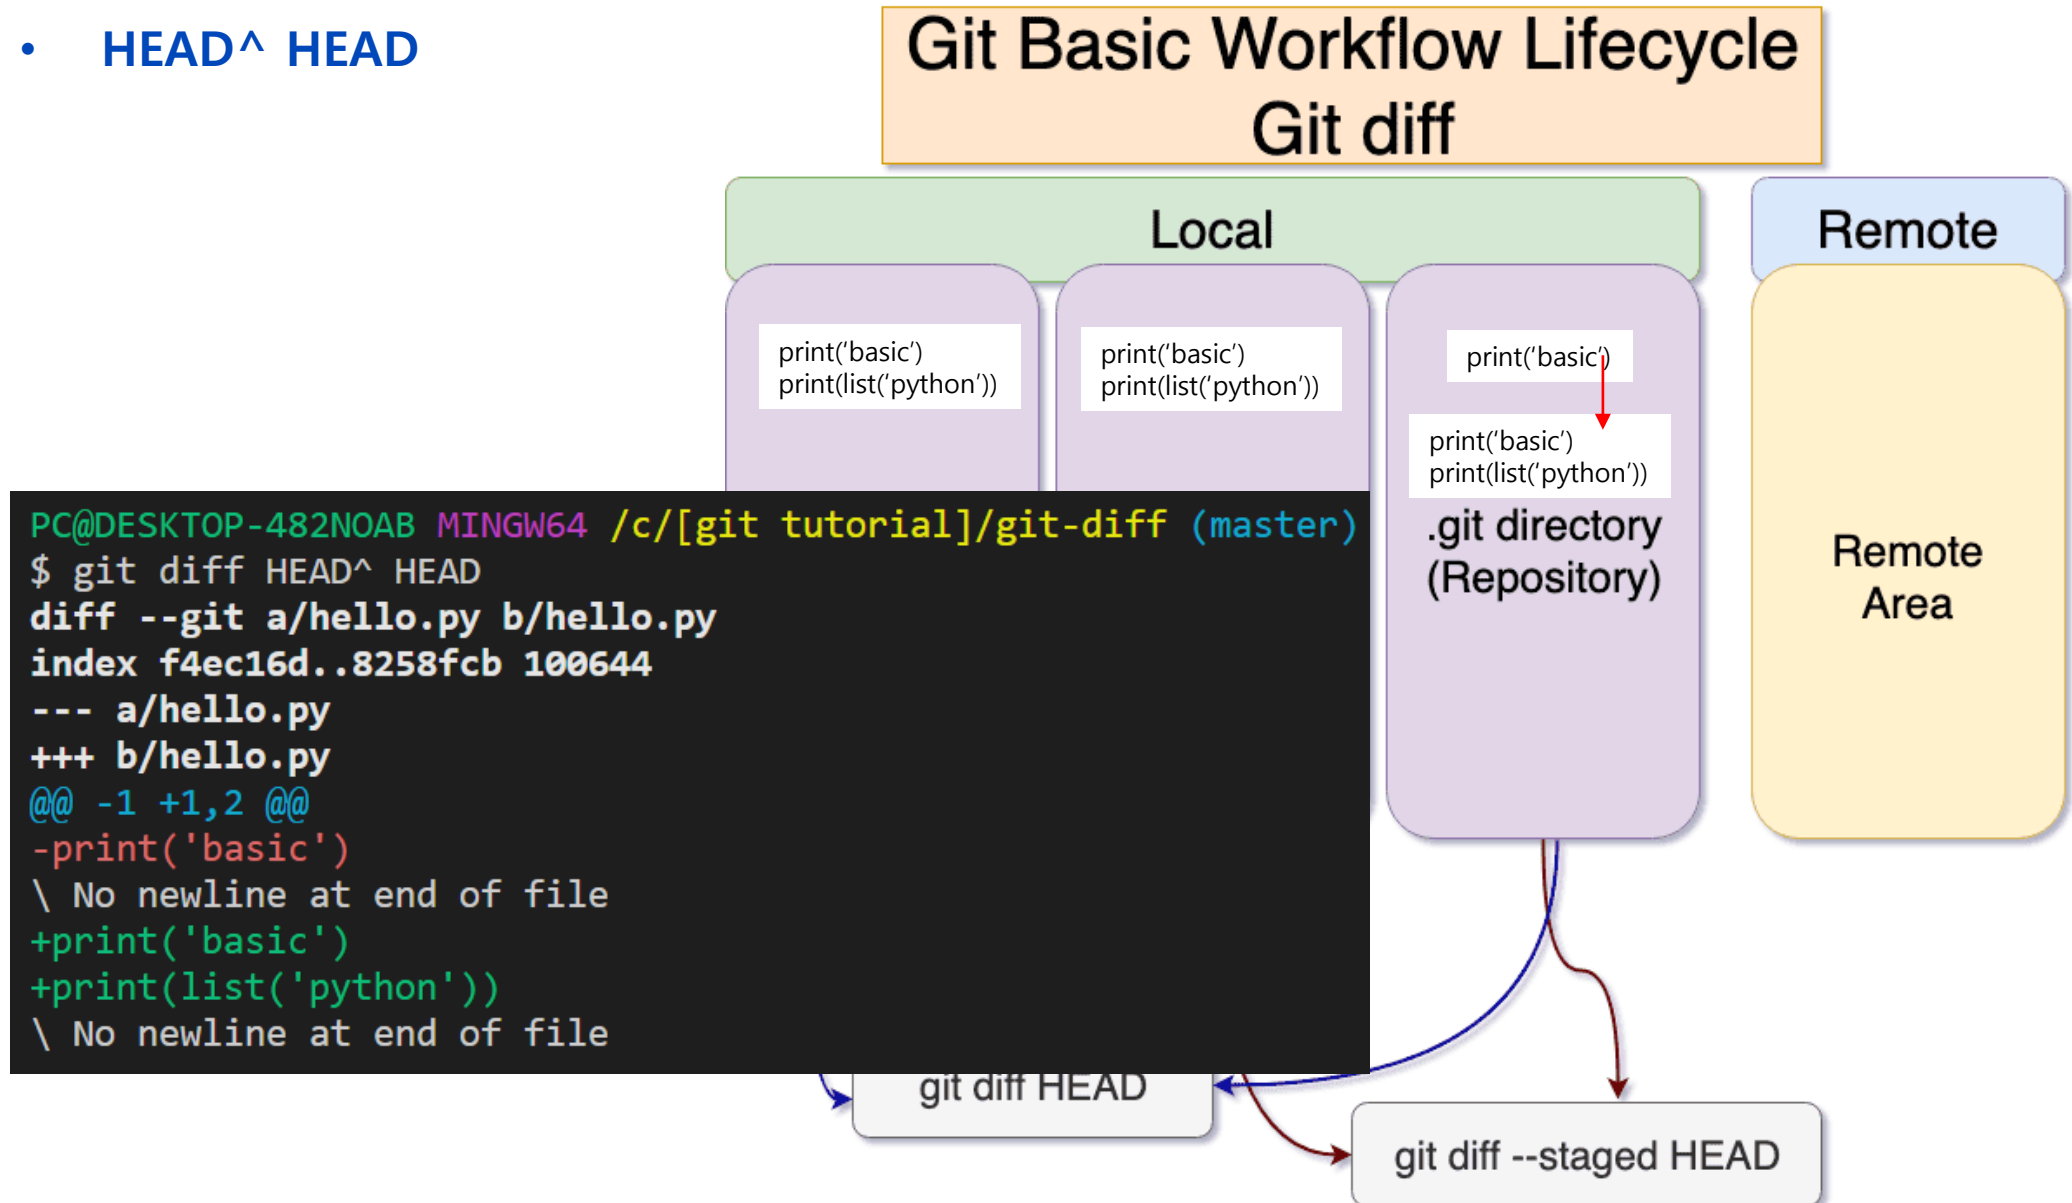 • HEAD^ HEAD
Git Basic Workflow Lifecycle
Git diff
Local
Remote
print(‘basic’)
print(list(‘python’))
print(‘basic’)
print(list(‘python’))
print(‘basic’)
print(‘basic’)
print(list(‘python’))
.git directory
(Repository)
Remote
Area
PC@DESKTOP-482NOAB MINGW64 /c/[git tutorial]/git-diff (master)
$ git diff HEAD^ HEAD
diff --git a/hello.py b/hello.py
index f4ec16d..8258fcb 100644
--- a/hello.py
+++ b/hello.py
@@ -1 +1,2 @@
-print('basic')
\ No newline at end of file
+print('basic')
+print(list('python'))
\ No newline at end of file
git diff HEAD
git diff --staged HEAD